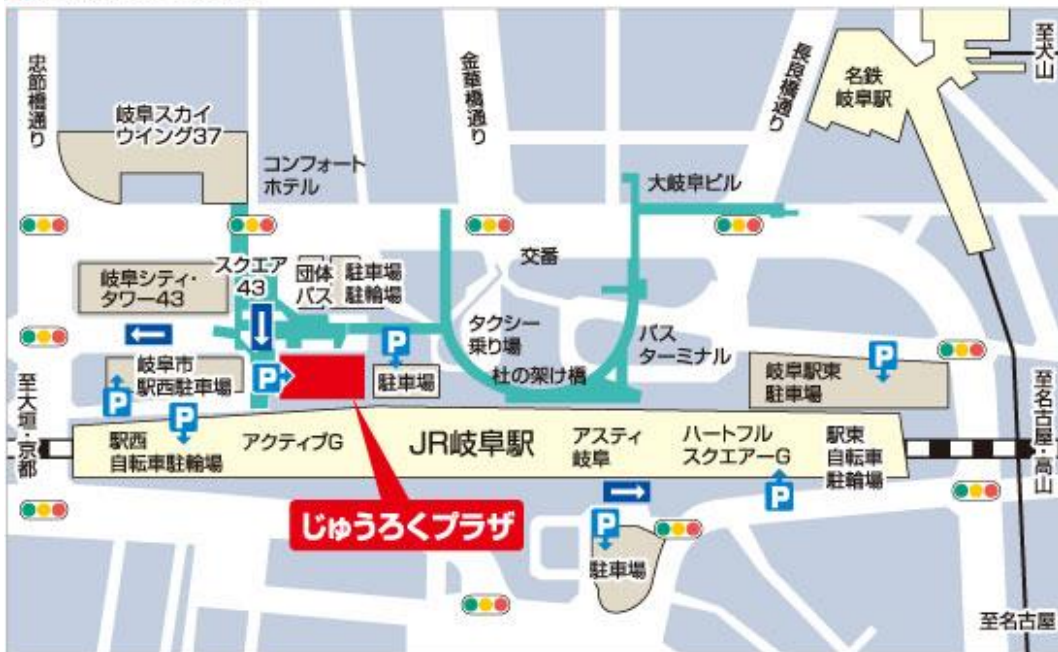 忠節橋通り
金華橋通り
長良橋通り
至犬山
名鉄
岐阜駅
岐阜スカイ
ウイング37
コンフォート
ホテル
大岐阜ビル
交番
スクエア
43
団体
バス
駐車場
駐輪場
岐阜シティ・
タワー43
タクシー
乗り場
バス
ターミナル
岐阜市
駅西駐車場
P
P
P
駐車場
杜の架け橋
P
岐阜駅東
駐車場
至大垣・京都
至名古屋・高山
P
駅西
自転車駐輪場
アクティブG
JR岐阜駅
アスティ
岐阜
ハートフル
スクエアーG
駅東
自転車
駐輪場
P
じゅうろくプラザ
P
駐車場
至名古屋